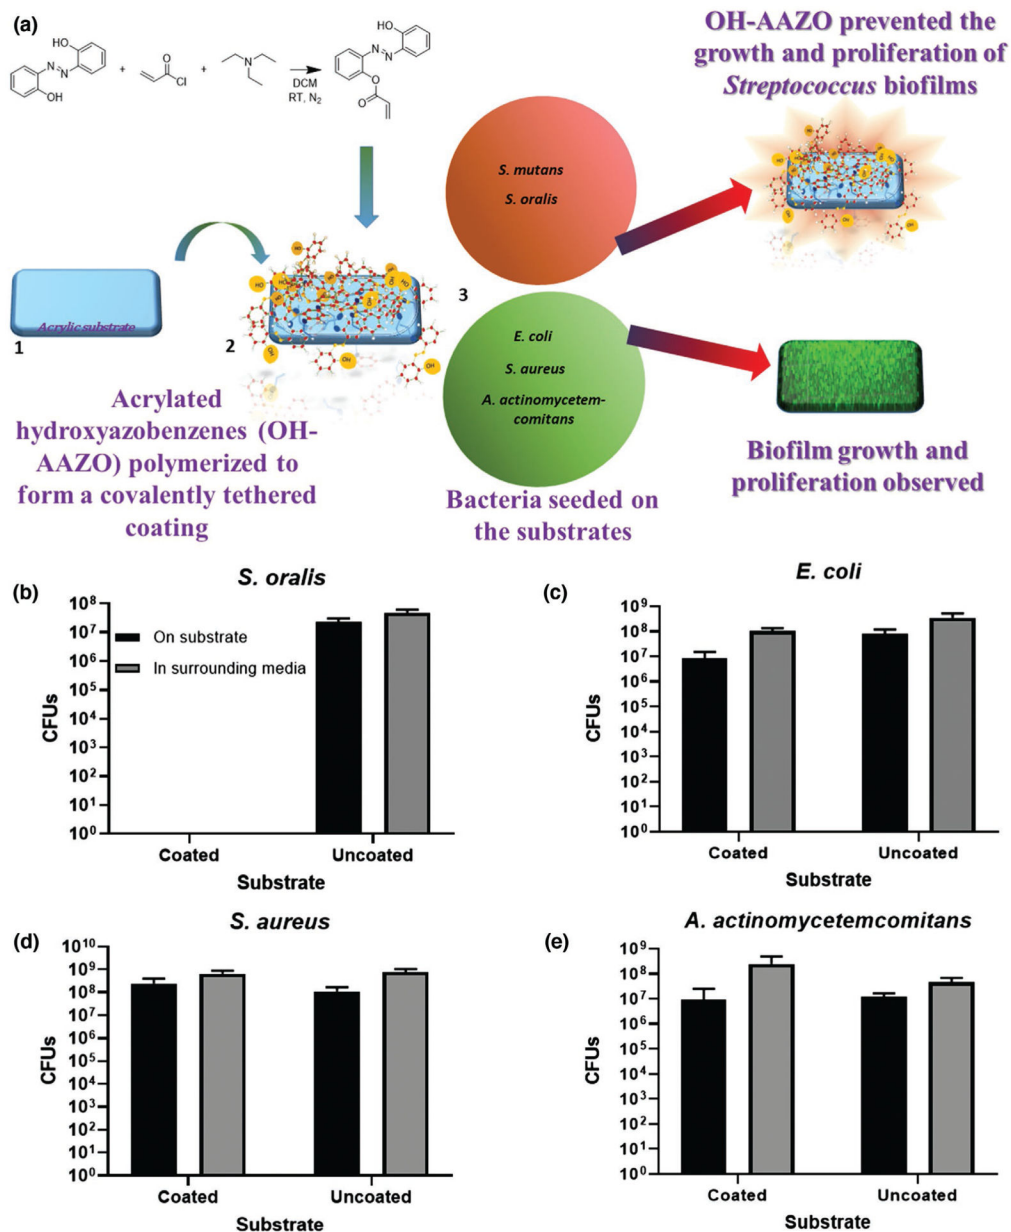 (a)
HO
OH
N
N
+
O
Cl
+
N
DCM
RT, N₂
HO
N
N
O
O
OH-AAZO prevented the
growth and proliferation of
Streptococcus biofilms
S. mutans
S. oralis
Acrylic substrate
1
2
3
E. coli
S. aureus
A. actinomycetem-
comitans
Acrylated
hydroxyazobenzenes (OH-
AAZO) polymerized to
form a covalently tethered
coating
Bacteria seeded on
the substrates
Biofilm growth and
proliferation observed
(b)
S. oralis
CFUs
10⁸
10⁷
10⁶
10⁵
10⁴
10³
10²
10¹
10⁰
On substrate
In surrounding media
Coated
Uncoated
Substrate
(c)
E. coli
CFUs
10⁹
10⁸
10⁷
10⁶
10⁵
10⁴
10³
10²
10¹
10⁰
Coated
Uncoated
Substrate
(d)
S. aureus
CFUs
10¹⁰
10⁹
10⁸
10⁷
10⁶
10⁵
10⁴
10³
10²
10¹
10⁰
Coated
Uncoated
Substrate
(e)
A. actinomycetemcomitans
CFUs
10⁹
10⁸
10⁷
10⁶
10⁵
10⁴
10³
10²
10¹
10⁰
Coated
Uncoated
Substrate